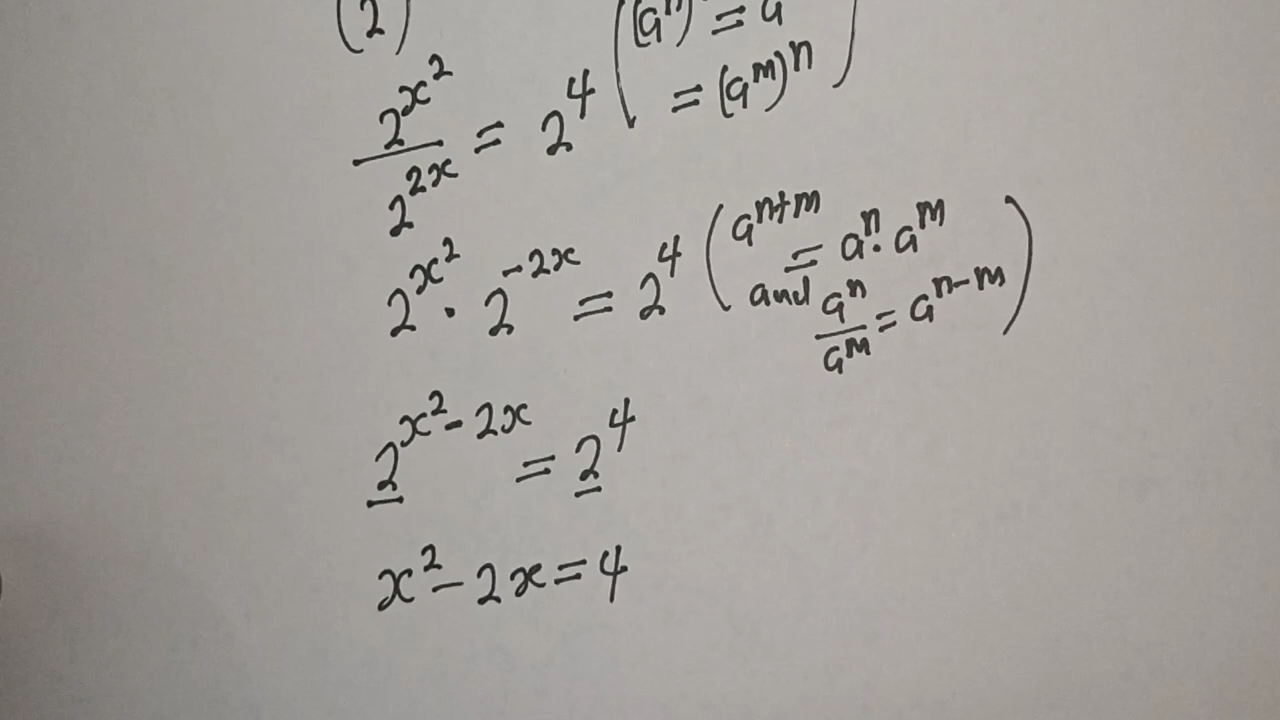 (2)
(aᵐ) = a
2^{x^2}/2^{2x} = 2^4 = (a^m)^n
2^{x^2} · 2^{-2x} = 2^4 (a^{n+m} = a^n · a^m
and a^n/a^m = a^{n-m})
2^{x^2-2x} = 2^4
x^2 - 2x = 4